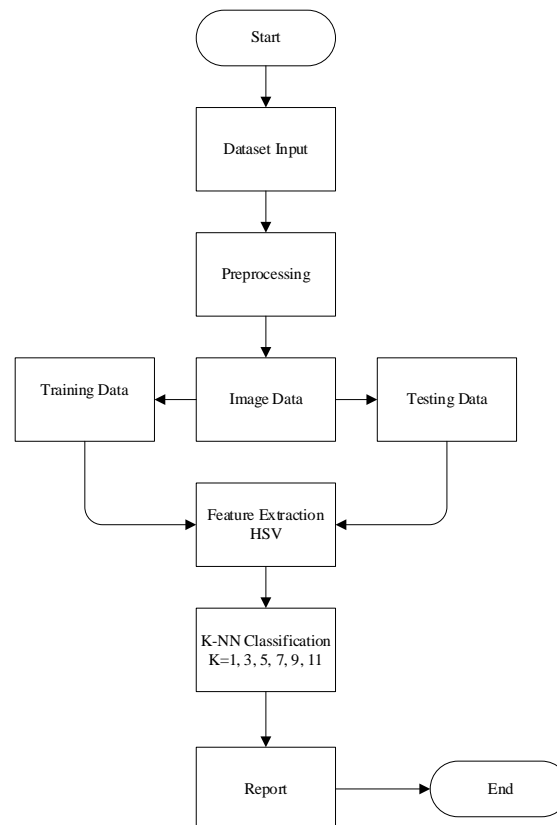 Start
Dataset Input
Preprocessing
Training Data
Image Data
Testing Data
Feature Extraction
HSV
K-NN Classification
K=1, 3, 5, 7, 9, 11
Report
End